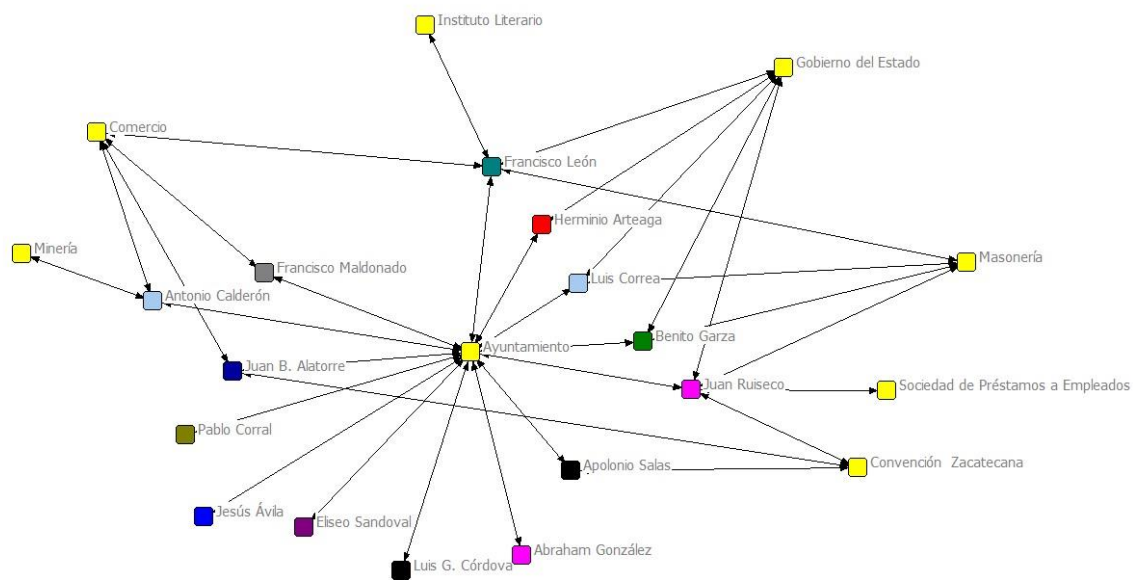 Instituto Literario
Gobierno del Estado
Comercio
Francisco León
Herminio Arteaga
Minería
Masonería
Francisco Maldonado
Luis Correa
Antonio Calderón
Benito Garza
Ayuntamiento
Juan B. Alatorre
Juan Ruiseco
Sociedad de Préstamos a Empleados
Pablo Corral
Apolonio Salas
Convención Zacatecana
Jesús Ávila
Eliseo Sandoval
Abraham González
Luis G. Córdova